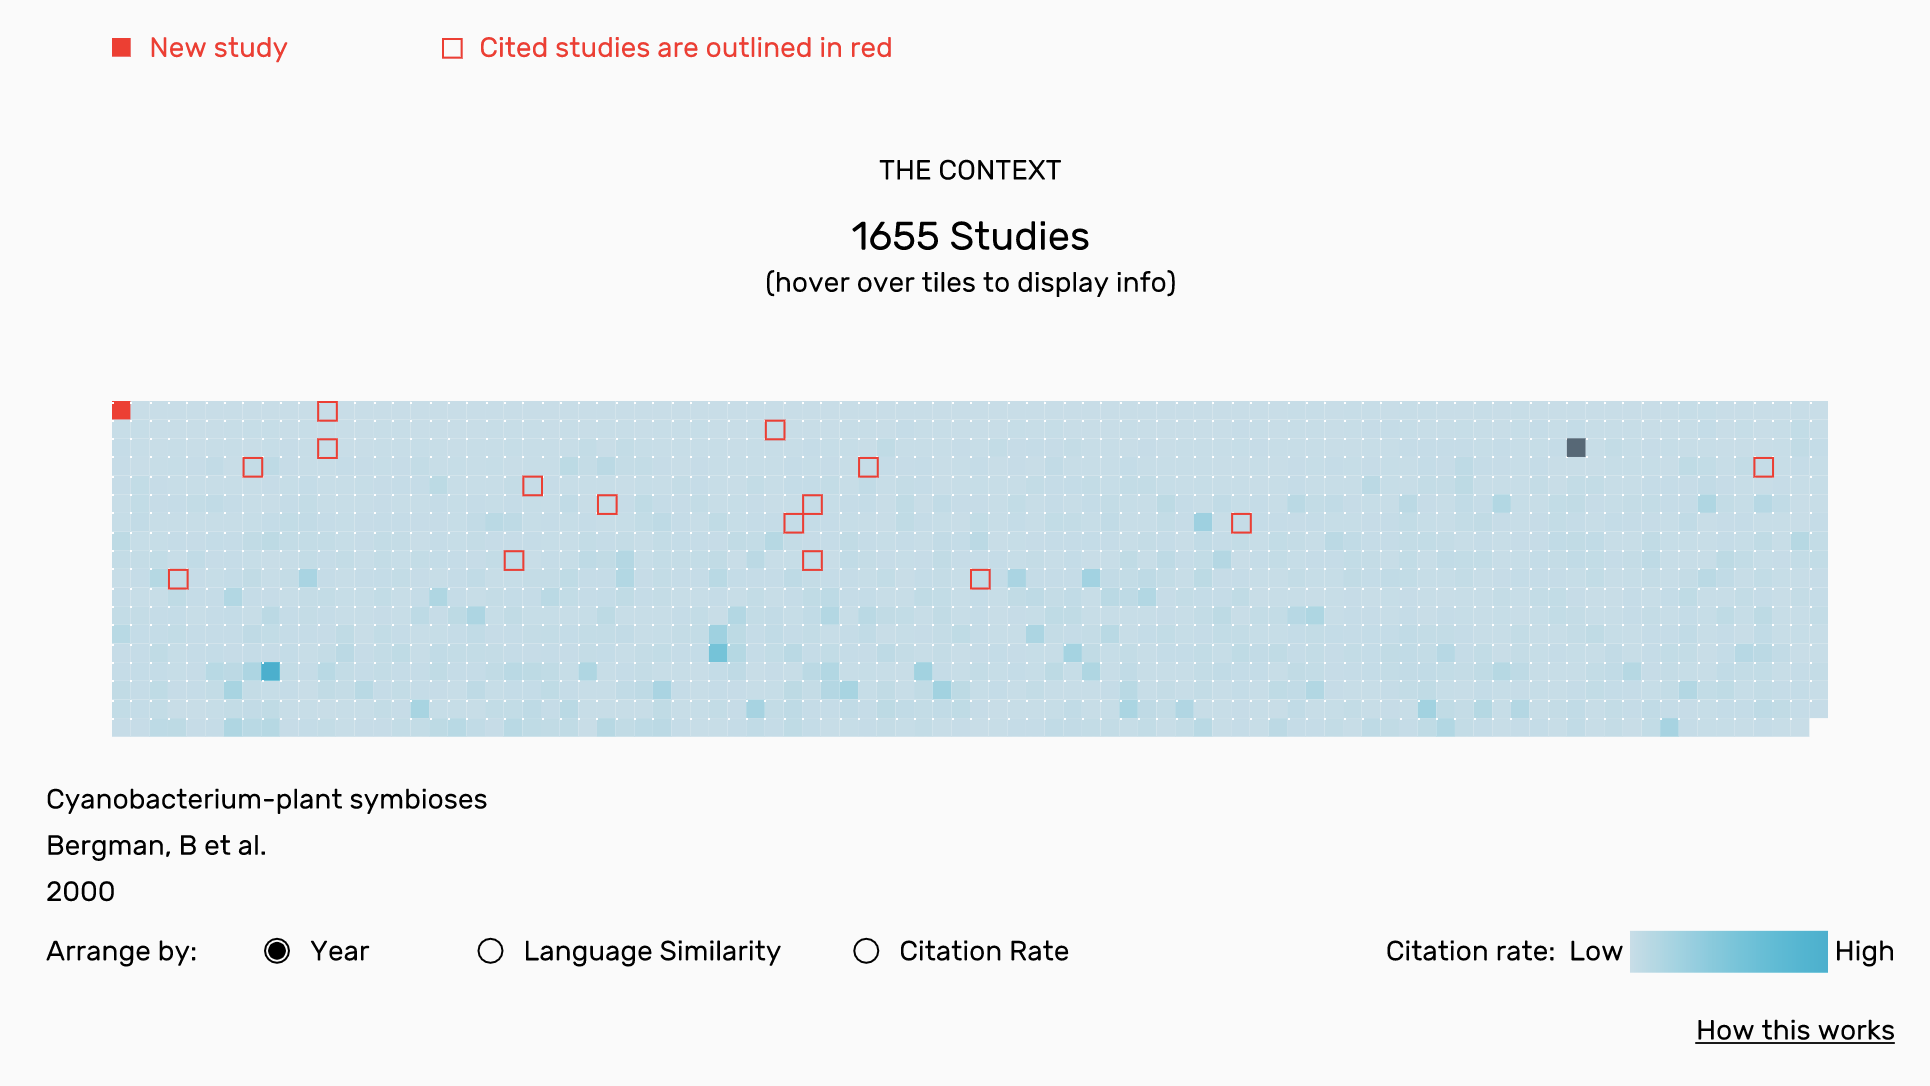 New study
Cited studies are outlined in red
THE CONTEXT
1655 Studies
(hover over tiles to display info)
Cyanobacterium-plant symbioses
Bergman, B et al.
2000
Arrange by: Year Language Similarity Citation Rate
Citation rate: Low High
How this works